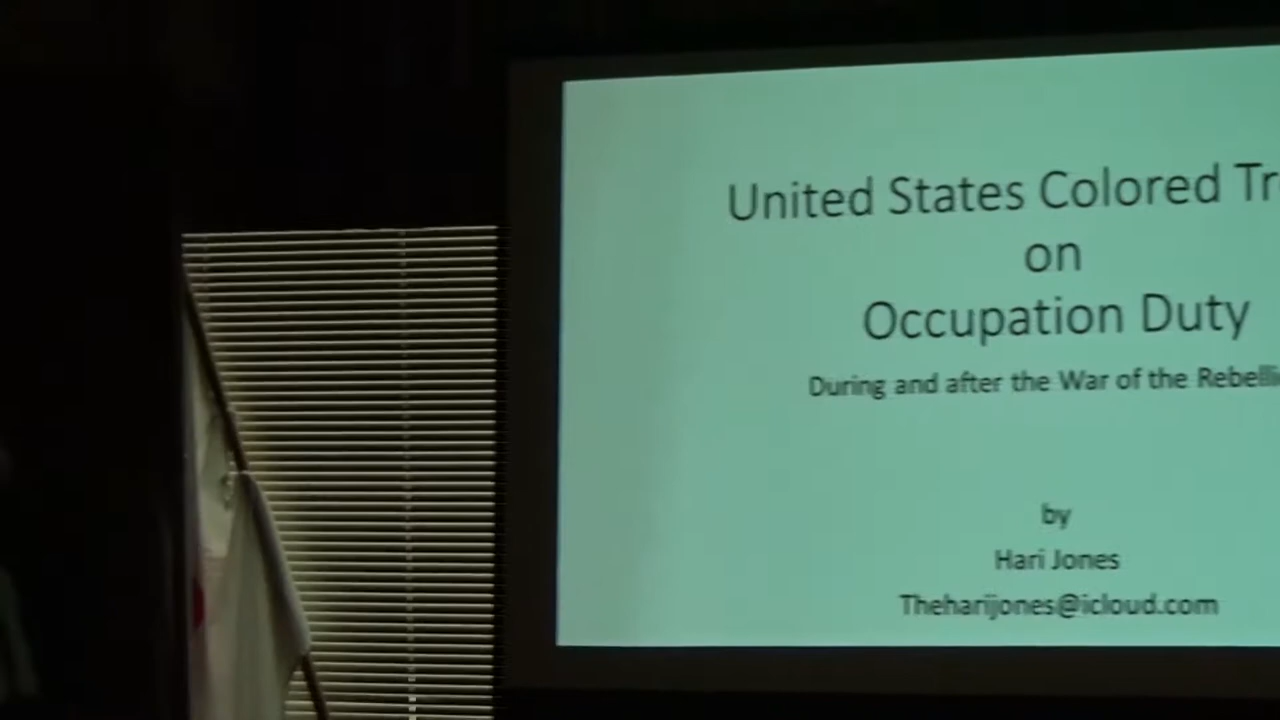 United States Colored Tr
on
Occupation Duty
During and after the War of the Rebelli
by
Hari Jones
Theharijones@icloud.com